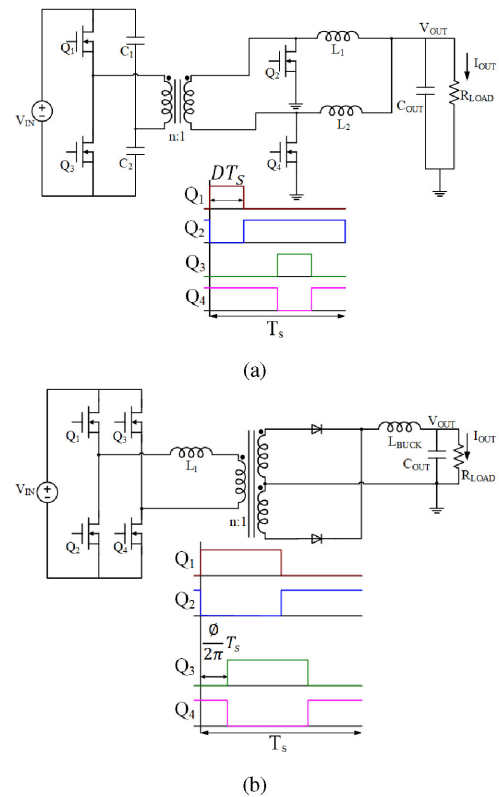 Q1
C1
Q2
L1
VOUT
IOUT
VIN
n:1
COUT
RLOAD
Q3
C2
L2
Q4
DTS
Q1
Q2
Q3
Q4
Ts
(a)
Q1
Q3
VOUT
IOUT
LBUCK
L1
COUT
RLOAD
VIN
Q2
Q4
n:1
Q1
Q2
∅/2π TS
Q3
Q4
Ts
(b)